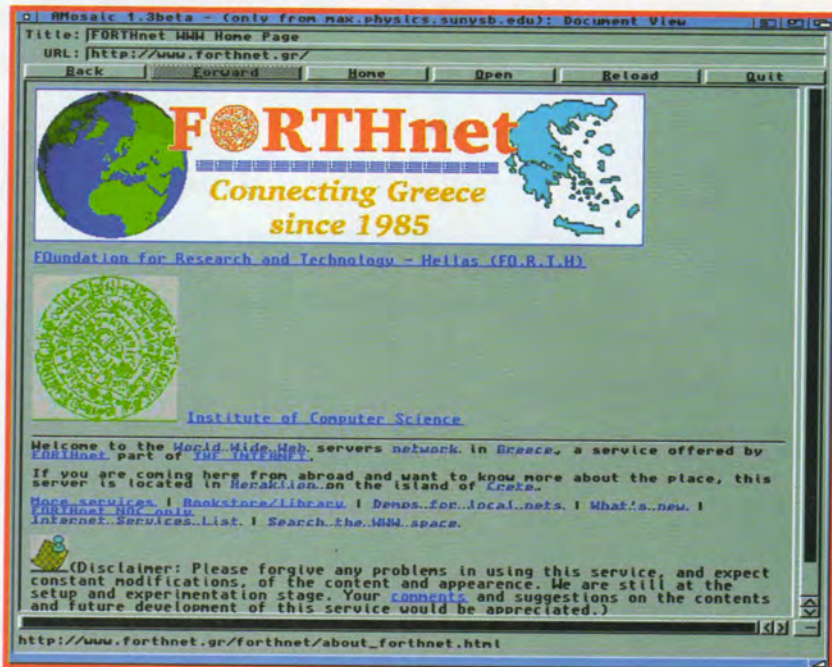 AMosaic 1.3beta - (only from max.physics.sunysb.edu): Document View
Title: FORTHnet WWW Home Page
URL: http://www.forthnet.gr/
Back Forward Home Open Reload Quit
FORTHnet
Connecting Greece
since 1985
FOundation for Research and Technology - Hellas (FO.R.T.H)
Institute of Computer Science
Welcome to the World Wide Web servers network in Greece, a service offered by
FORTHnet part of THE INTERNET.
If you are coming here from abroad and want to know more about the place, this
server is located in Heraklion on the island of Crete.
More services | Bookstore/library | Demos for local nets. | What's new. |
FORTHnet NOC only
Internet Services List. | Search the WWW space.
(Disclaimer: Please forgive any problems in using this service, and expect
constant modifications, of the content and appearence. We are still at the
setup and experimentation stage. Your comments and suggestions on the contents
and future development of this service would be appreciated.)
http://www.forthnet.gr/forthnet/about_forthnet.html